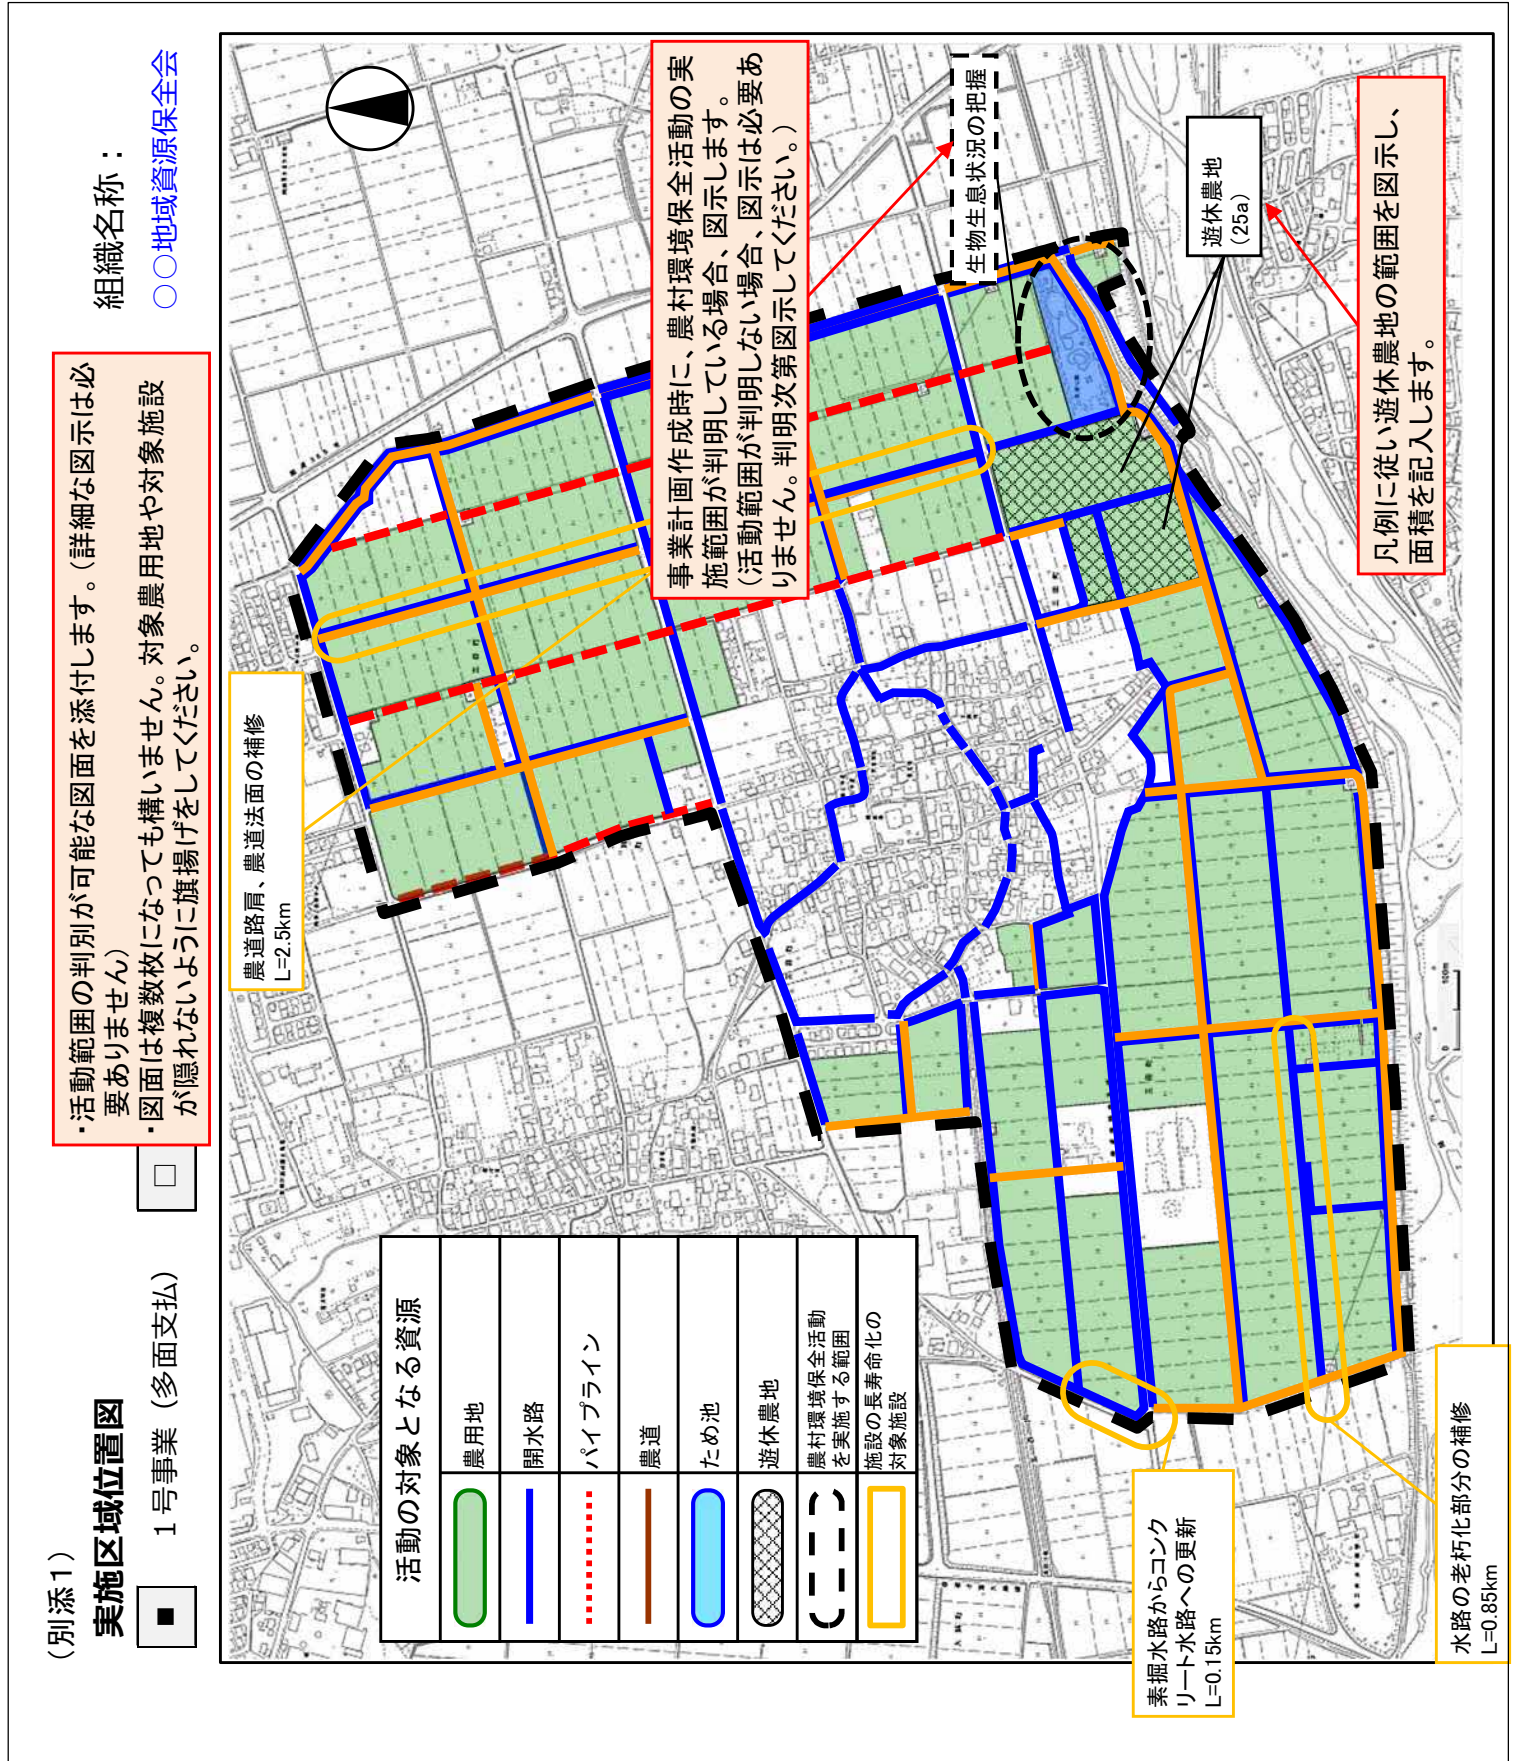 （別添１）
実施区域位置図
■
１号事業（多面支払）
□
・活動範囲の判別が可能な図面を添付します。（詳細な図示は必
要ありません）
・図面は複数枚になっても構いません。対象農用地や対象施設
が隠れないように旗揚げをしてください。
組織名称：
○○地域資源保全会
農道路肩、農道法面の補修
L=2.5km
事業計画作成時に、農村環境保全活動の実
施範囲が判明している場合、図示します。
（活動範囲が判明しない場合、図示は必要あ
りません。判明次第図示してください。）
生物生息状況の把握
遊休農地
（25a）
凡例に従い遊休農地の範囲を図示し、
面積を記入します。
活動の対象となる資源
農用地
開水路
パイプライン
農道
ため池
遊休農地
農村環境保全活動
を実施する範囲
施設の長寿命化の
対象施設
素掘水路からコンク
リート水路への更新
L=0.15km
水路の老朽化部分の補修
L=0.85km
0 100m